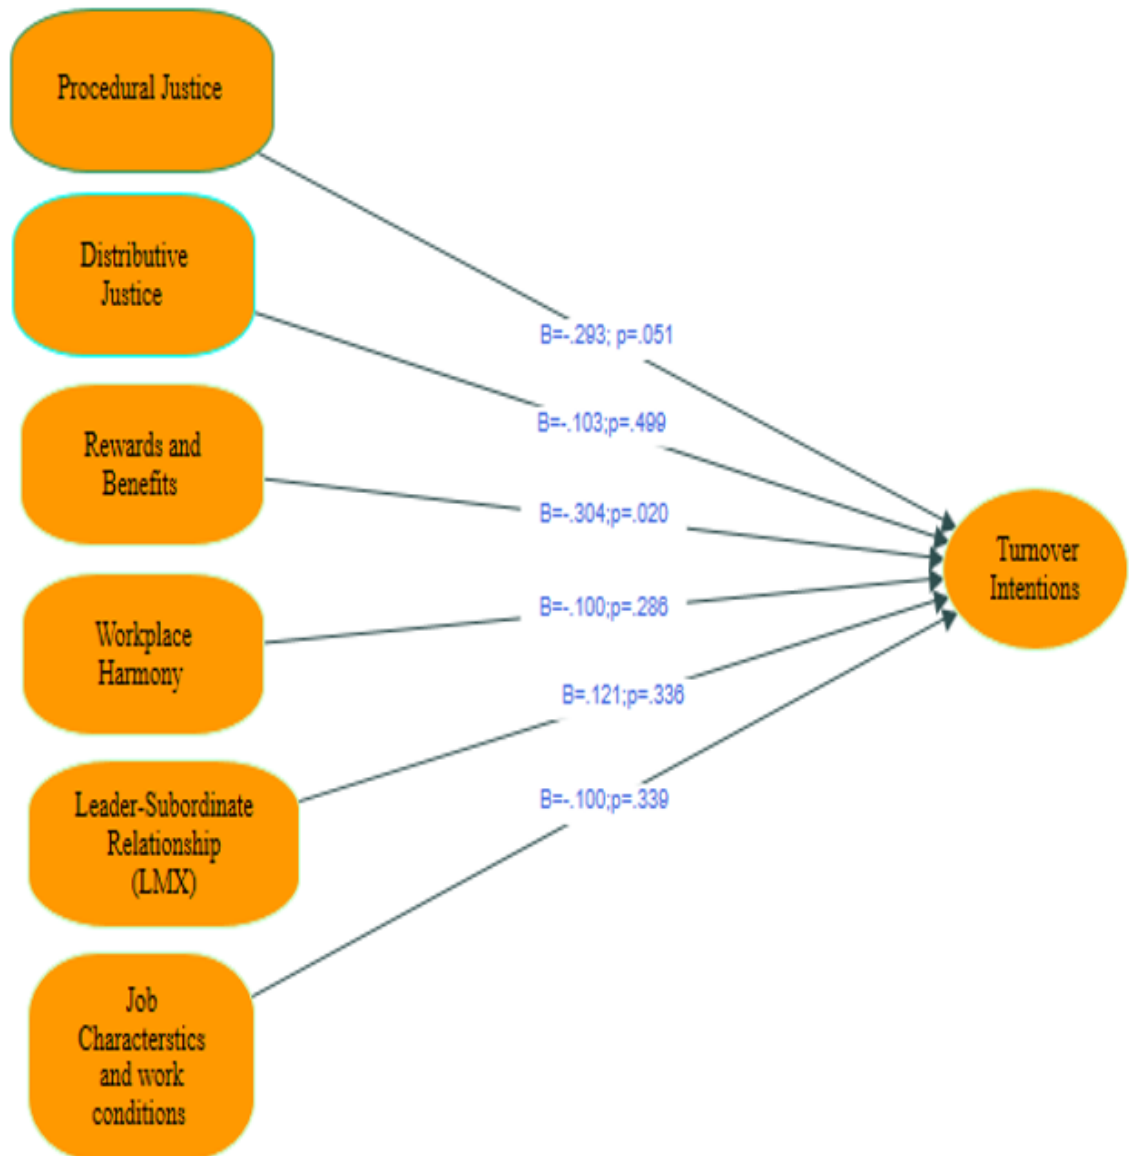 Procedural Justice
Distributive
Justice
Rewards and
Benefits
Workplace
Harmony
Leader-Subordinate
Relationship
(LMX)
Job
Characterstics
and work
conditions
B=-.293; p=.051
B=-.103;p=.499
B=-.304;p=.020
B=-.100;p=.286
B=.121;p=.336
B=-.100;p=.339
Turnover
Intentions